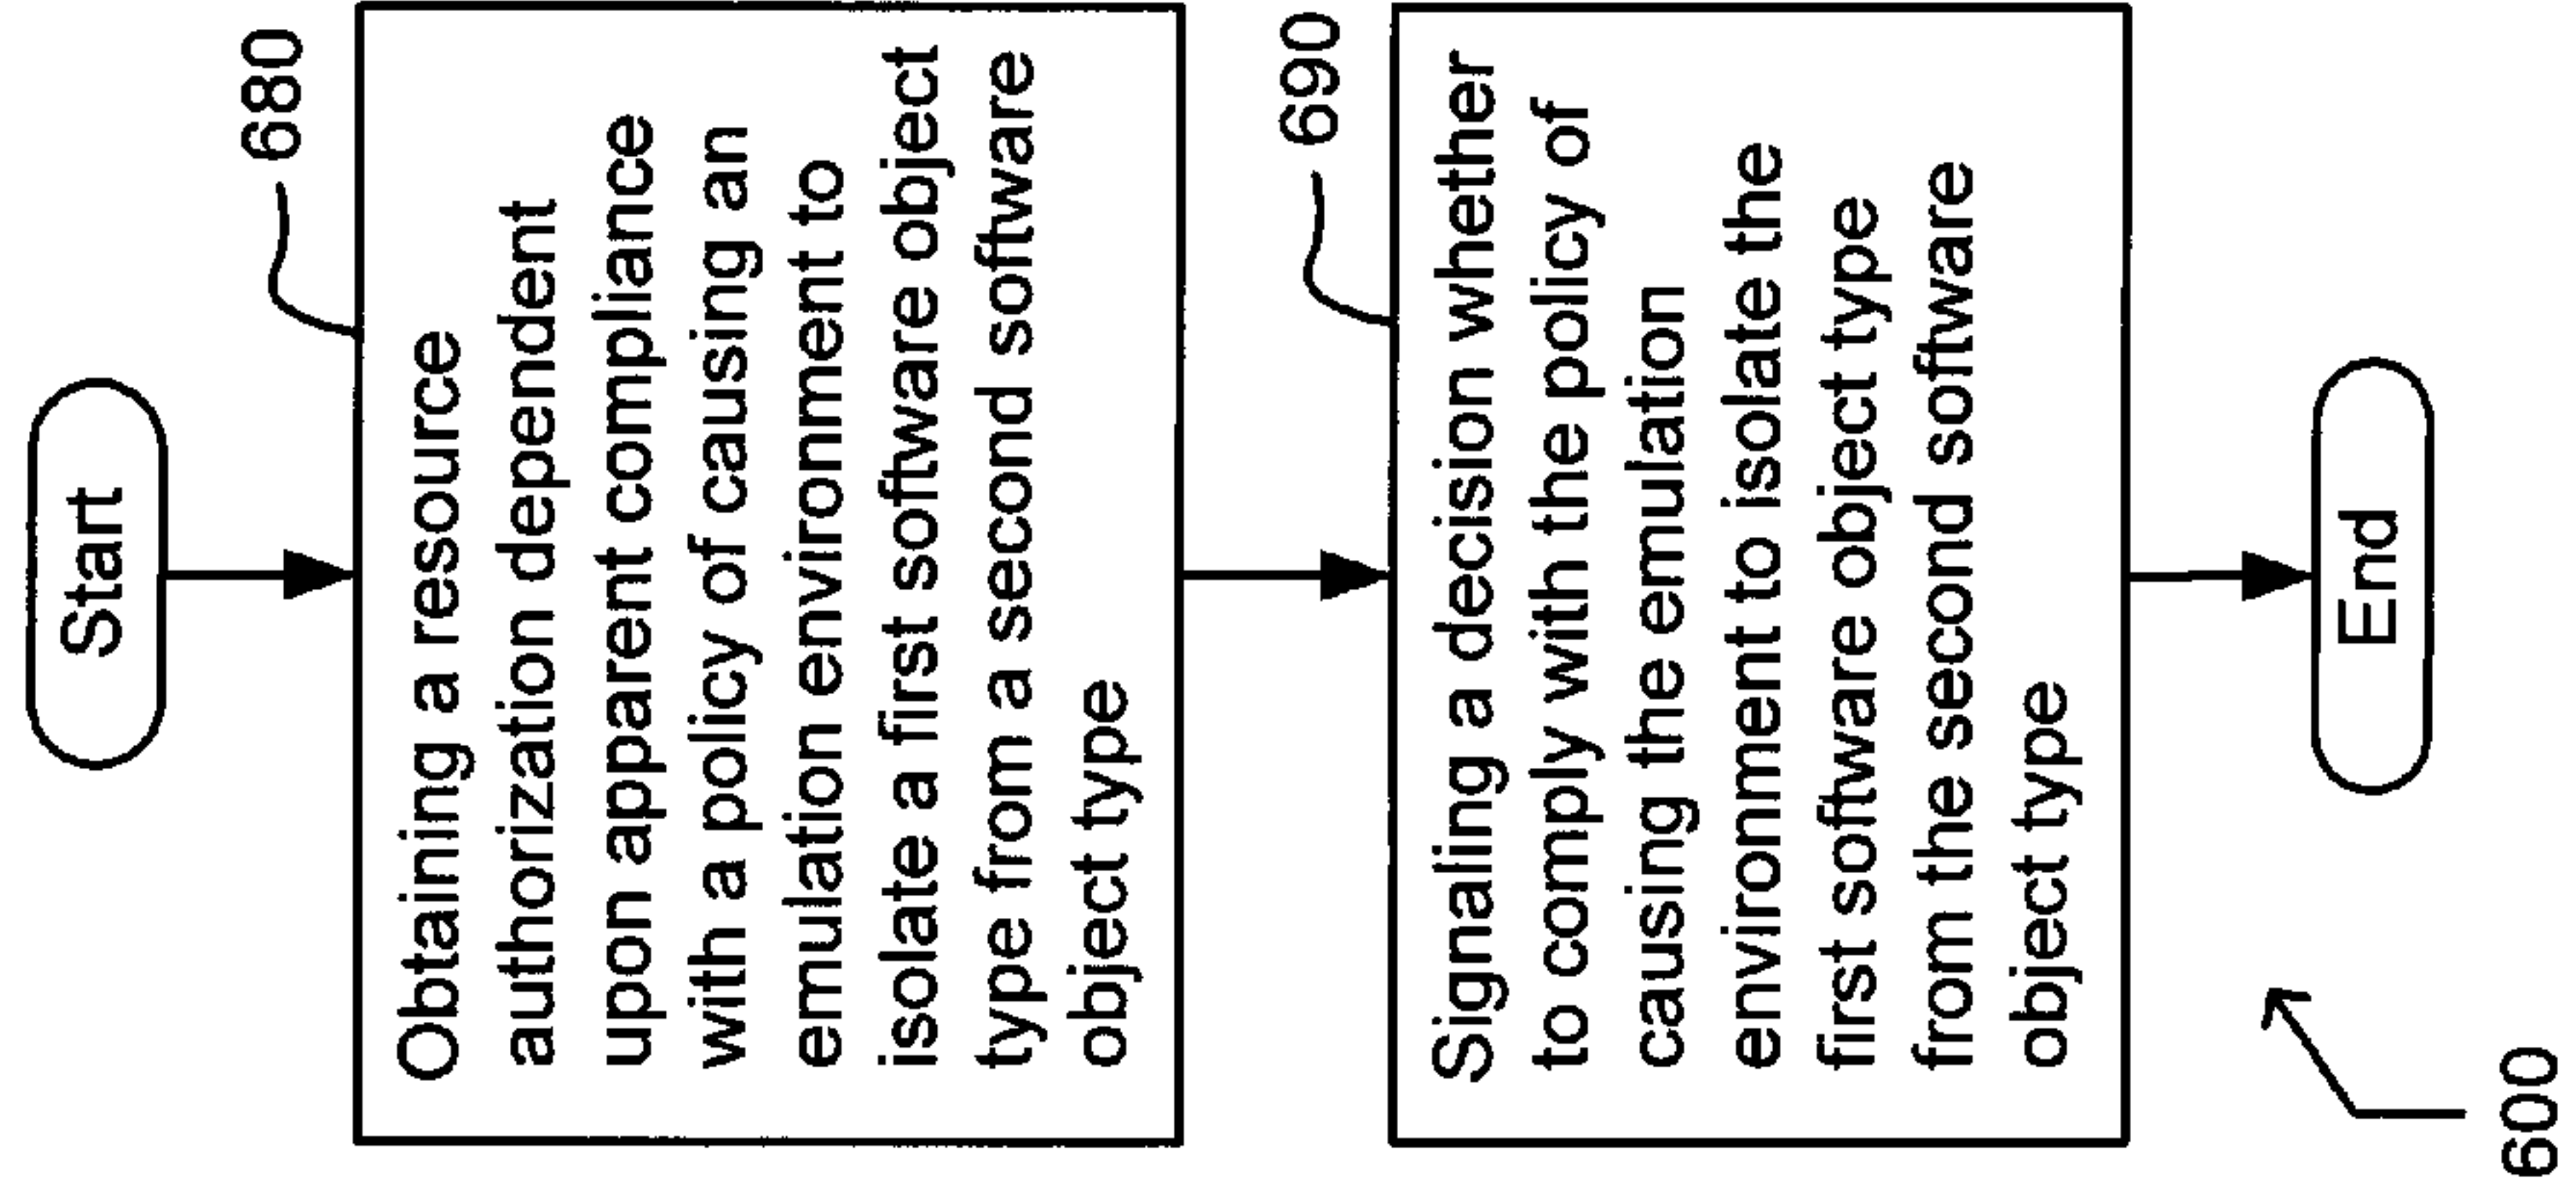 Start
680
Obtaining a resource
authorization dependent
upon apparent compliance
with a policy of causing an
emulation environment to
isolate a first software object
type from a second software
object type
690
Signaling a decision whether
to comply with the policy of
causing the emulation
environment to isolate the
first software object type
from the second software
object type
End
600